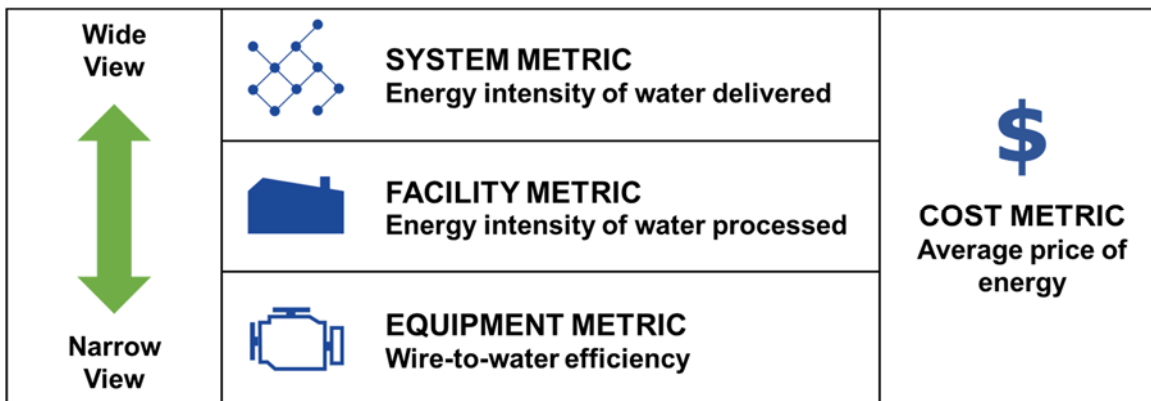 Wide
View
Narrow
View
SYSTEM METRIC
Energy intensity of water delivered
FACILITY METRIC
Energy intensity of water processed
EQUIPMENT METRIC
Wire-to-water efficiency
$
COST METRIC
Average price of
energy